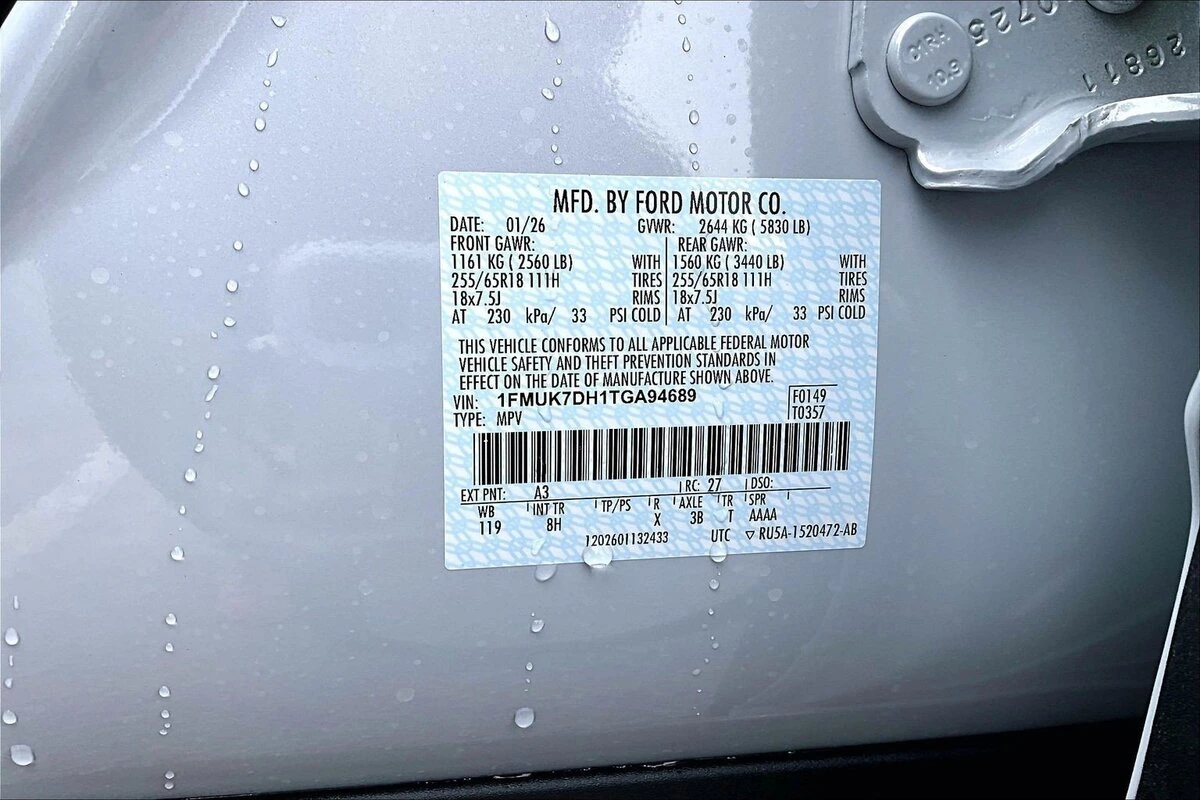 01RH
10.9
0725
26811
MFD. BY FORD MOTOR CO.
DATE: 01/26 GVWR: 2644 KG ( 5830 LB)
FRONT GAWR: REAR GAWR:
1161 KG ( 2560 LB) WITH 1560 KG ( 3440 LB) WITH
255/65R18 111H TIRES 255/65R18 111H TIRES
18x7.5J RIMS 18x7.5J RIMS
AT 230 kPa/ 33 PSI COLD AT 230 kPa/ 33 PSI COLD
THIS VEHICLE CONFORMS TO ALL APPLICABLE FEDERAL MOTOR
VEHICLE SAFETY AND THEFT PREVENTION STANDARDS IN
EFFECT ON THE DATE OF MANUFACTURE SHOWN ABOVE.
VIN: 1FMUK7DH1TGA94689 F0149
TYPE: MPV T0357
EXT PNT: A3 RC: 27 DSO:
WB INT TR TP/PS R AXLE TR SPR
119 8H X 3B T AAAA
1202601132433 UTC ▽ RU5A-1520472-AB